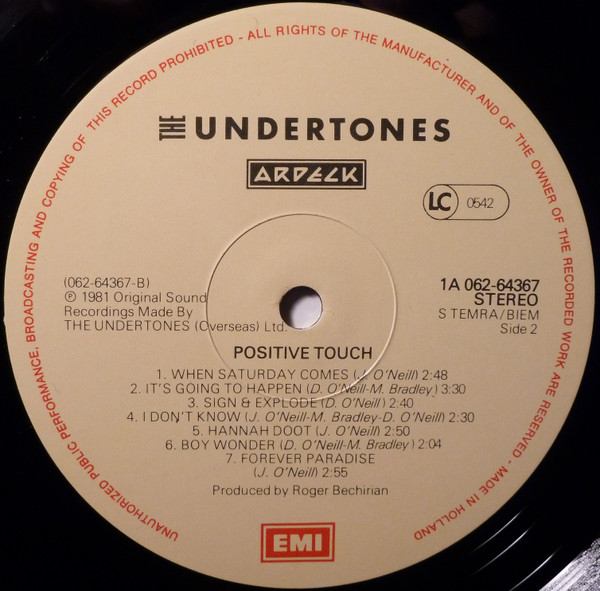 UNAUTHORIZED PUBLIC PERFORMANCE, BROADCASTING AND COPYING OF THIS RECORD PROHIBITED - ALL RIGHTS OF THE MANUFACTURER AND OF THE OWNER OF THE RECORDED WORK ARE RESERVED - MADE IN HOLLAND
THE UNDERTONES
ARDECK
LC 0542
(062-64367-B)
℗ 1981 Original Sound
Recordings Made By
THE UNDERTONES (Overseas) Ltd.
1A 062-64367
STEREO
STEMRA/BIEM
Side 2
POSITIVE TOUCH
1. WHEN SATURDAY COMES (J. O'Neill) 2:48
2. IT'S GOING TO HAPPEN (D. O'Neill-M. Bradley) 3:30
3. SIGN & EXPLODE (D. O'Neill) 2:40
4. I DON'T KNOW (J. O'Neill-M. Bradley-D. O'Neill) 2:30
5. HANNAH DOOT (J. O'Neill) 2:50
6. BOY WONDER (D. O'Neill-M. Bradley) 2:04
7. FOREVER PARADISE
(J. O'Neill) 2:55
Produced by Roger Bechirian
EMI